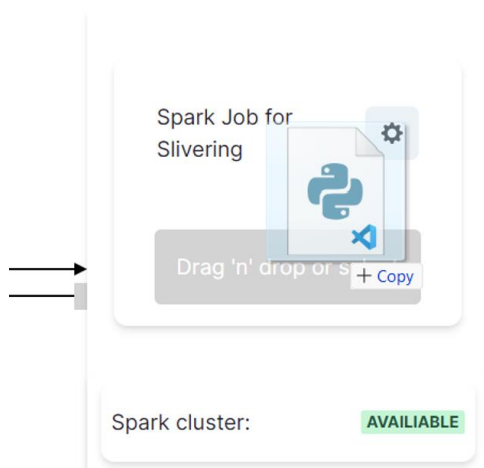 Spark Job for
Slivering
Drag 'n' drop or s
+ Copy
Spark cluster:
AVAILIABLE